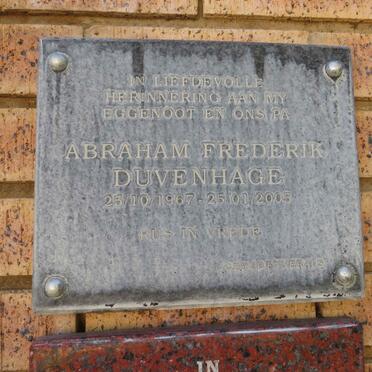 IN LIEFDEVOLLE
HERINNERING AAN MY
EGGENOOT EN ONS PA
ABRAHAM FREDERIK
DUVENHAGE
25/10/1967 - 25/01/2005
RUS IN VREDE
IN